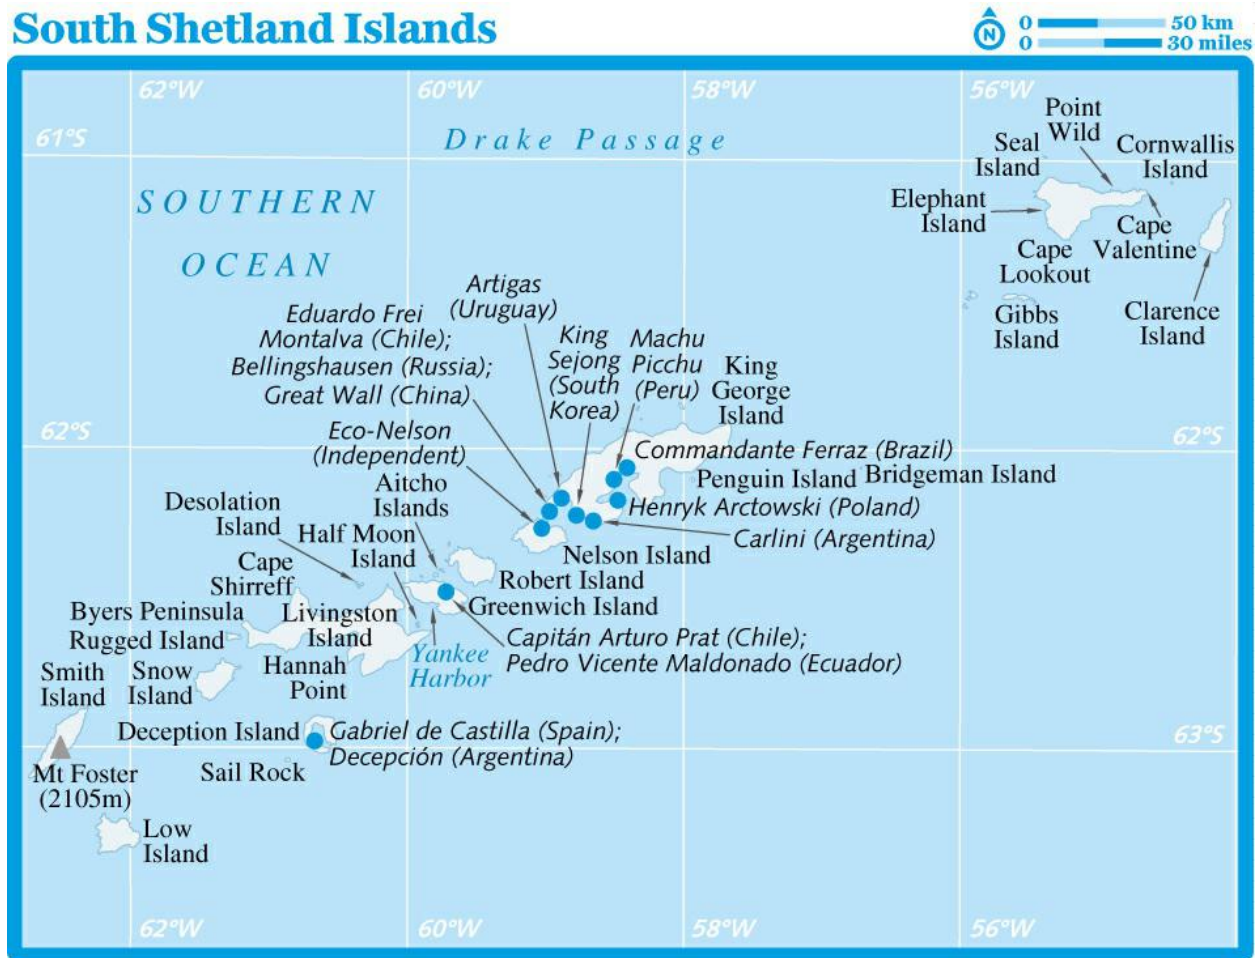 South Shetland Islands
N
0 50 km
0 30 miles
62°W 60°W 58°W 56°W
61°S
Drake Passage
SOUTHERN
OCEAN
Point
Wild
Seal
Island
Cornwallis
Island
Elephant
Island
Cape
Valentine
Cape
Lookout
Gibbs
Island
Clarence
Island
Artigas
(Uruguay)
Eduardo Frei
Montalva (Chile);
Bellingshausen (Russia);
Great Wall (China)
King
Sejong
(South
Korea)
Machu
Picchu
(Peru)
King
George
Island
62°S
62°S
Eco-Nelson
(Independent)
Commandante Ferraz (Brazil)
Penguin Island
Bridgeman Island
Henryk Arctowski (Poland)
Carlini (Argentina)
Aitcho
Islands
Desolation
Island
Half Moon
Island
Nelson Island
Robert Island
Greenwich Island
Cape
Shirreff
Byers Peninsula
Rugged Island
Livingston
Island
Capitán Arturo Prat (Chile);
Pedro Vicente Maldonado (Ecuador)
Yankee
Harbor
Hannah
Point
Smith
Island
Snow
Island
Deception Island
Gabriel de Castilla (Spain);
Decepción (Argentina)
63°S
Sail Rock
Mt Foster
(2105m)
Low
Island
62°W 60°W 58°W 56°W